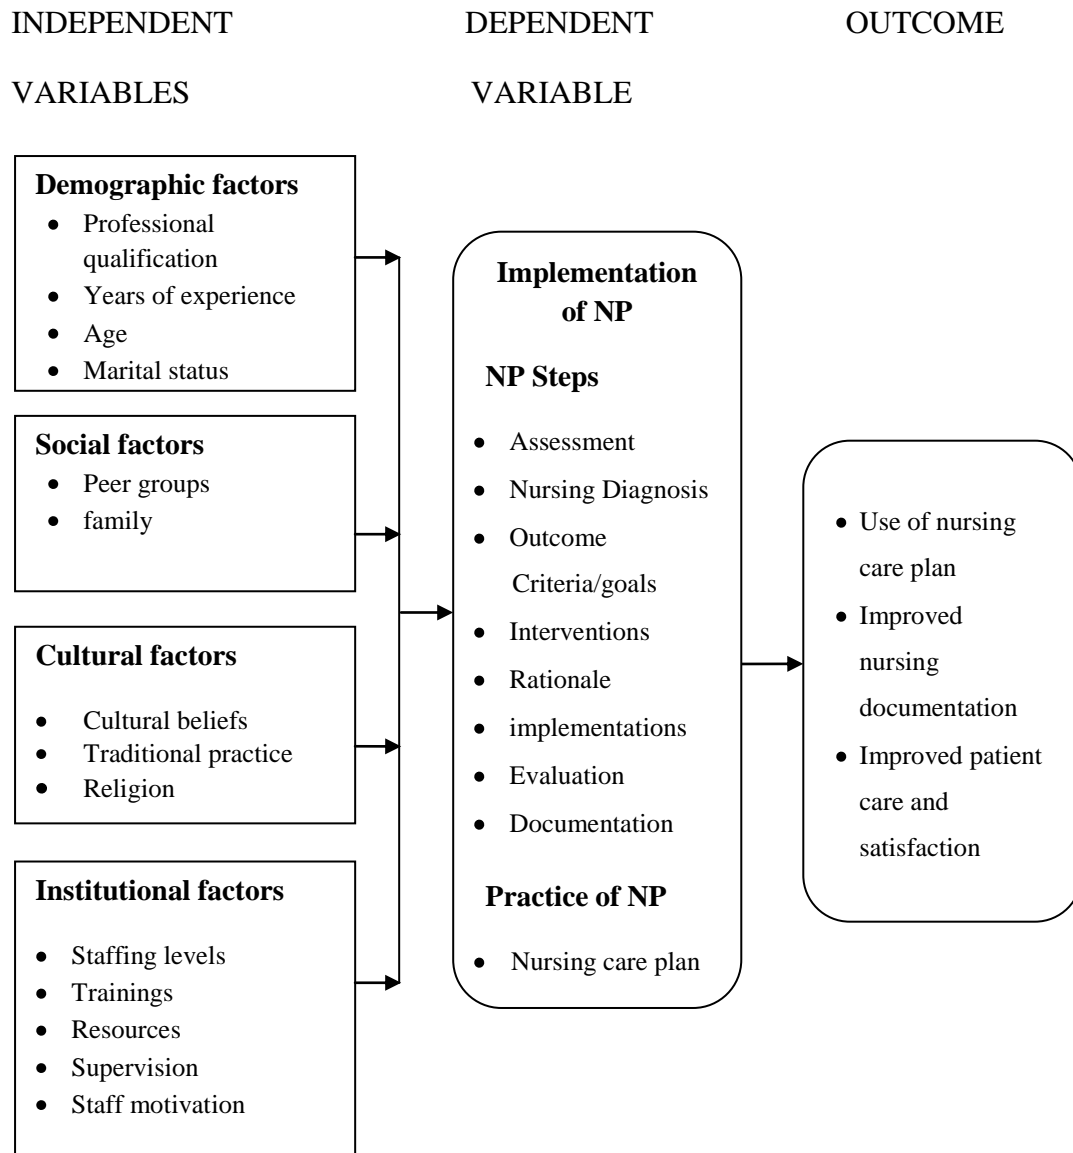 INDEPENDENT
VARIABLES
DEPENDENT
VARIABLE
OUTCOME
Demographic factors
• Professional
qualification
• Years of experience
• Age
• Marital status
Social factors
• Peer groups
• family
Cultural factors
• Cultural beliefs
• Traditional practice
• Religion
Institutional factors
• Staffing levels
• Trainings
• Resources
• Supervision
• Staff motivation
Implementation
of NP
NP Steps
• Assessment
• Nursing Diagnosis
• Outcome
Criteria/goals
• Interventions
• Rationale
• implementations
• Evaluation
• Documentation
Practice of NP
• Nursing care plan
• Use of nursing
care plan
• Improved
nursing
documentation
• Improved patient
care and
satisfaction